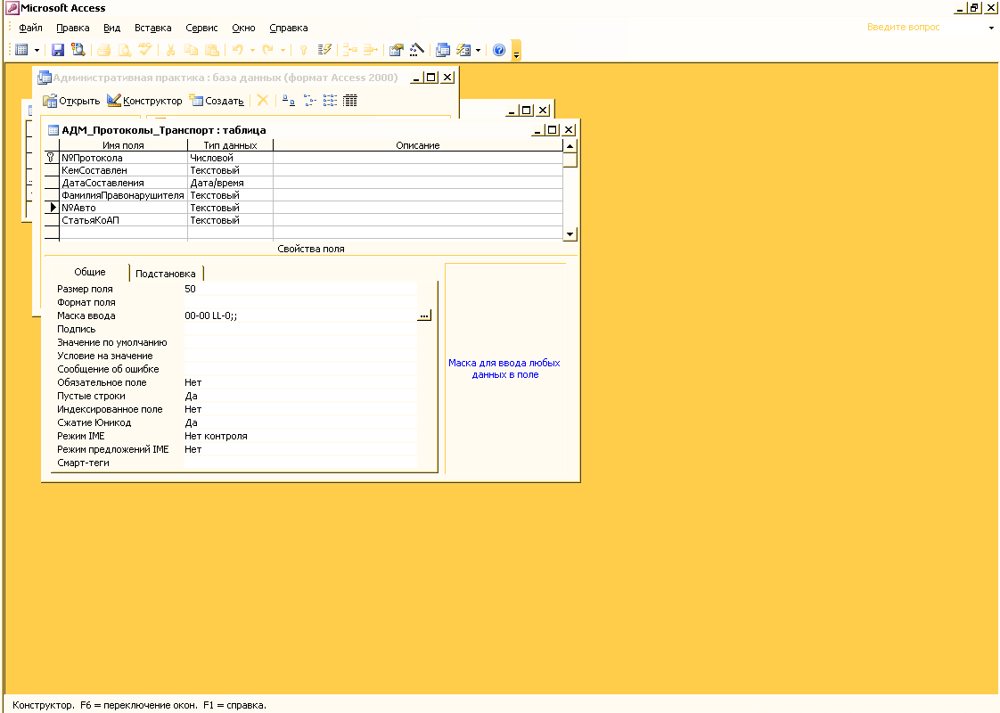 Microsoft Access
Файл Правка Вид Вставка Сервис Окно Справка Введите вопрос
Административная практика : база данных (формат Access 2000)
Открыть Конструктор Создать
АДМ_Протоколы_Транспорт : таблица
Имя поля Тип данных Описание
№Протокола Числовой
КемСоставлен Текстовый
ДатаСоставления Дата/время
ФамилияПравонарушителя Текстовый
№Авто Текстовый
СтатьяКоАП Текстовый
Свойства поля
Общие Подстановка
Размер поля 50
Формат поля
Маска ввода 00-00 LL-0;; ...
Подпись
Значение по умолчанию
Условие на значение
Сообщение об ошибке
Обязательное поле Нет
Пустые строки Да
Индексированное поле Нет
Сжатие Юникод Да
Режим IME Нет контроля
Режим предложений IME Нет
Смарт-теги
Маска для ввода любых
данных в поле
Конструктор. F6 = переключение окон. F1 = справка.